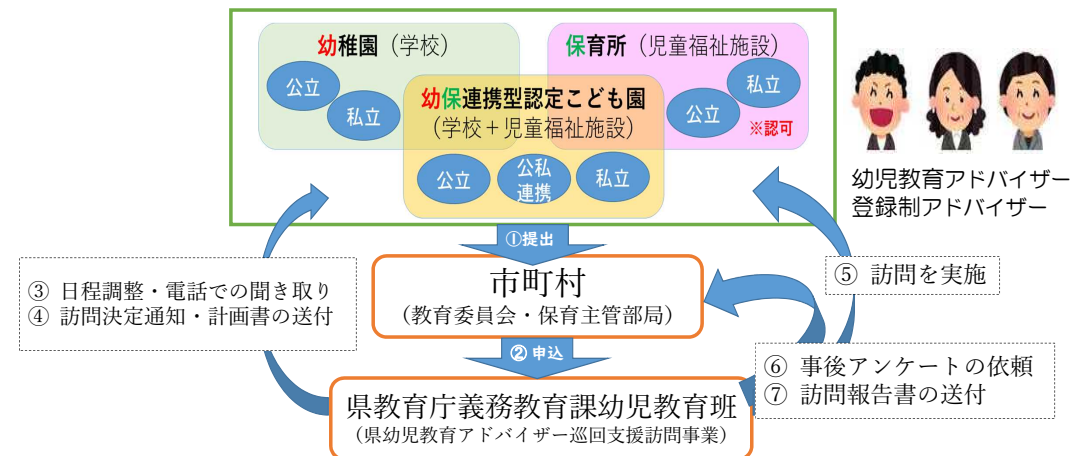 幼稚園（学校）
公立
私立
保育所（児童福祉施設）
私立
公立
※認可
幼保連携型認定こども園
（学校＋児童福祉施設）
公立
公私
連携
私立
幼児教育アドバイザー
登録制アドバイザー
①提出
市町村
（教育委員会・保育主管部局）
③ 日程調整・電話での聞き取り
④ 訪問決定通知・計画書の送付
⑤ 訪問を実施
②申込
⑥ 事後アンケートの依頼
⑦ 訪問報告書の送付
県教育庁義務教育課幼児教育班
（県幼児教育アドバイザー巡回支援訪問事業）